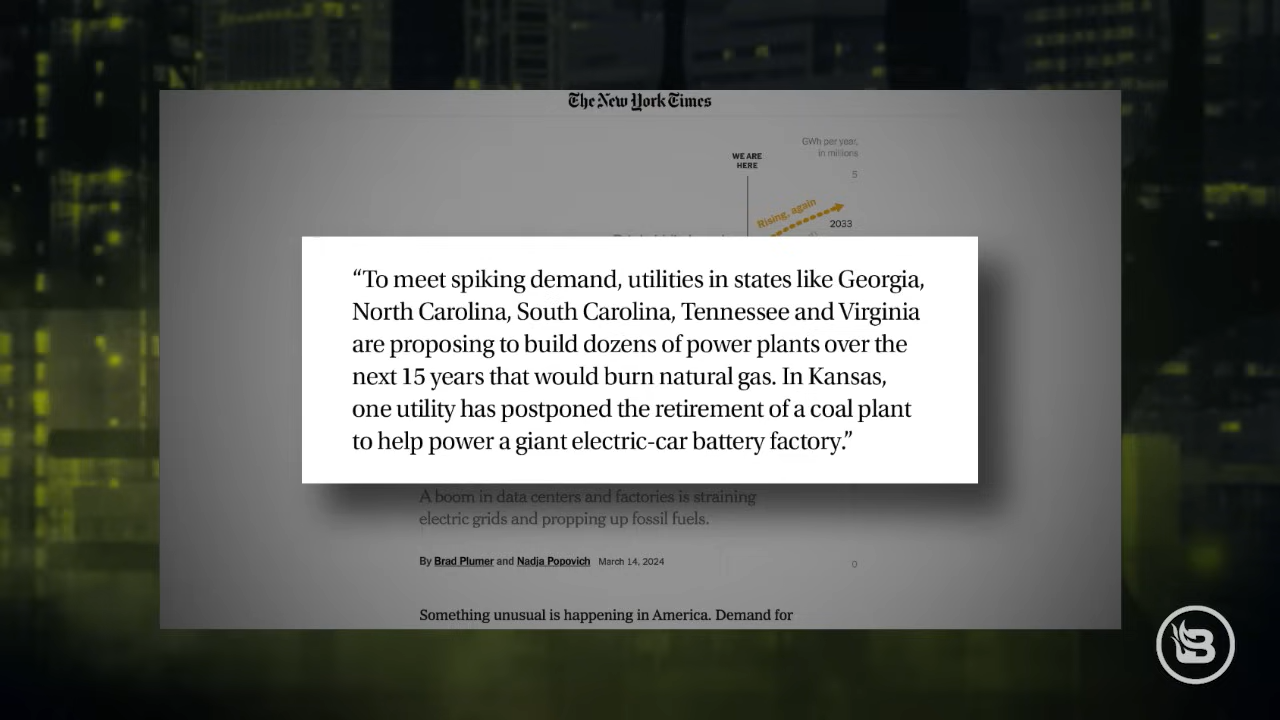 The New York Times
GWh per year,
in millions
WE ARE
HERE
5
Rising, again
2033
“To meet spiking demand, utilities in states like Georgia,
North Carolina, South Carolina, Tennessee and Virginia
are proposing to build dozens of power plants over the
next 15 years that would burn natural gas. In Kansas,
one utility has postponed the retirement of a coal plant
to help power a giant electric-car battery factory.”
A boom in data centers and factories is straining
electric grids and propping up fossil fuels.
By Brad Plumer and Nadja Popovich March 14, 2024
0
Something unusual is happening in America. Demand for
B